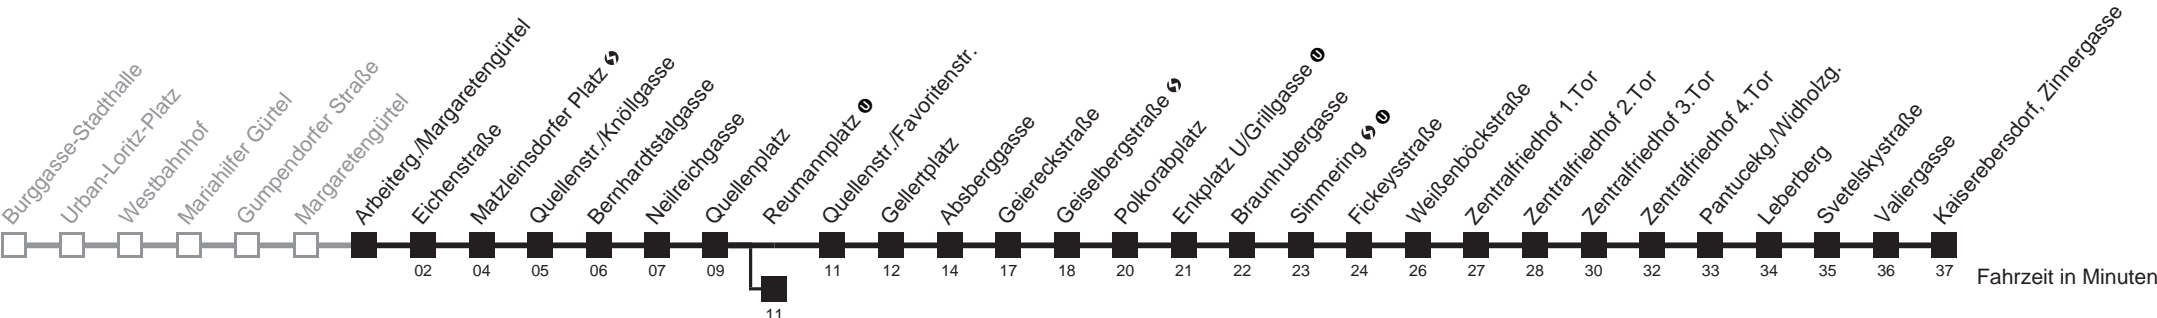 Burggasse-Stadthalle
Urban-Loritz-Platz
Westbahnhof
Mariahilfer Gürtel
Gumpendorfer Straße
Margaretengürtel
Arbeiterg./Margaretengürtel
Eichenstraße
Matzleinsdorfer Platz S
Quellenstr./Knöllgasse
Bernhardtstalgasse
Neilreichgasse
Quellenplatz
Reumannplatz U
Quellenstr./Favoritenstr.
Gellertplatz
Absberggasse
Geiereckstraße
Geiselbergstraße S
Polkorabplatz
Enkplatz U/Grillgasse U
Braunhubergasse
Simmering S U
Fickeysstraße
Weißenböckstraße
Zentralfriedhof 1.Tor
Zentralfriedhof 2.Tor
Zentralfriedhof 3.Tor
Zentralfriedhof 4.Tor
Pantucekg./Widholzg.
Leberberg
Svetelskystraße
Valiergasse
Kaiserebersdorf, Zinnergasse
02 04 05 06 07 09 11 12 14 17 18 20 21 22 23 24 26 27 28 30 32 33 34 35 36 37
Fahrzeit in Minuten
11